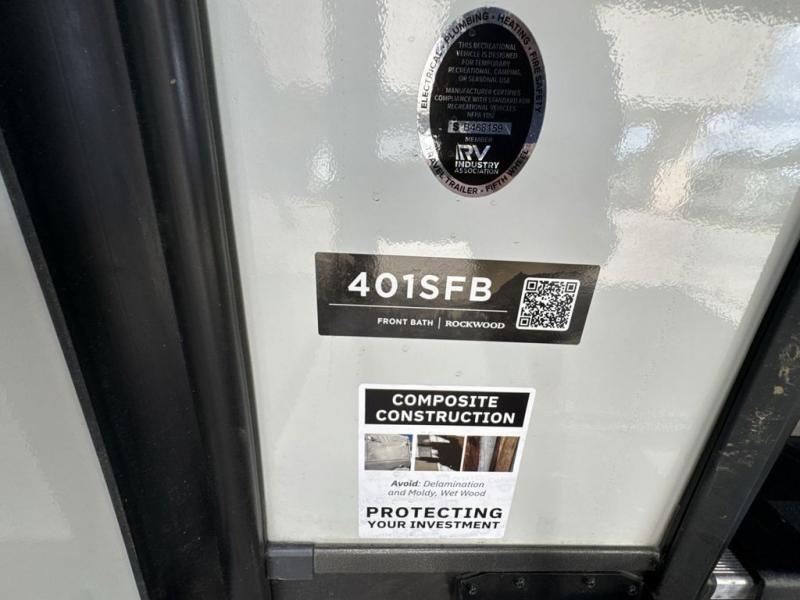 ELECTRICAL • PLUMBING • HEATING • FIRE SAFETY
THIS RECREATIONAL
VEHICLE IS DESIGNED
FOR TEMPORARY
RECREATIONAL, CAMPING,
OR SEASONAL USE
MANUFACTURER CERTIFIES
COMPLIANCE WITH STANDARD FOR
RECREATIONAL VEHICLES
NFPA 1192
MEMBER
RV
INDUSTRY
ASSOCIATION
TRAVEL TRAILER • FIFTH WHEEL
401SFB
FRONT BATH | ROCKWOOD
COMPOSITE
CONSTRUCTION
Avoid: Delamination
and Moldy, Wet Wood
PROTECTING
YOUR INVESTMENT